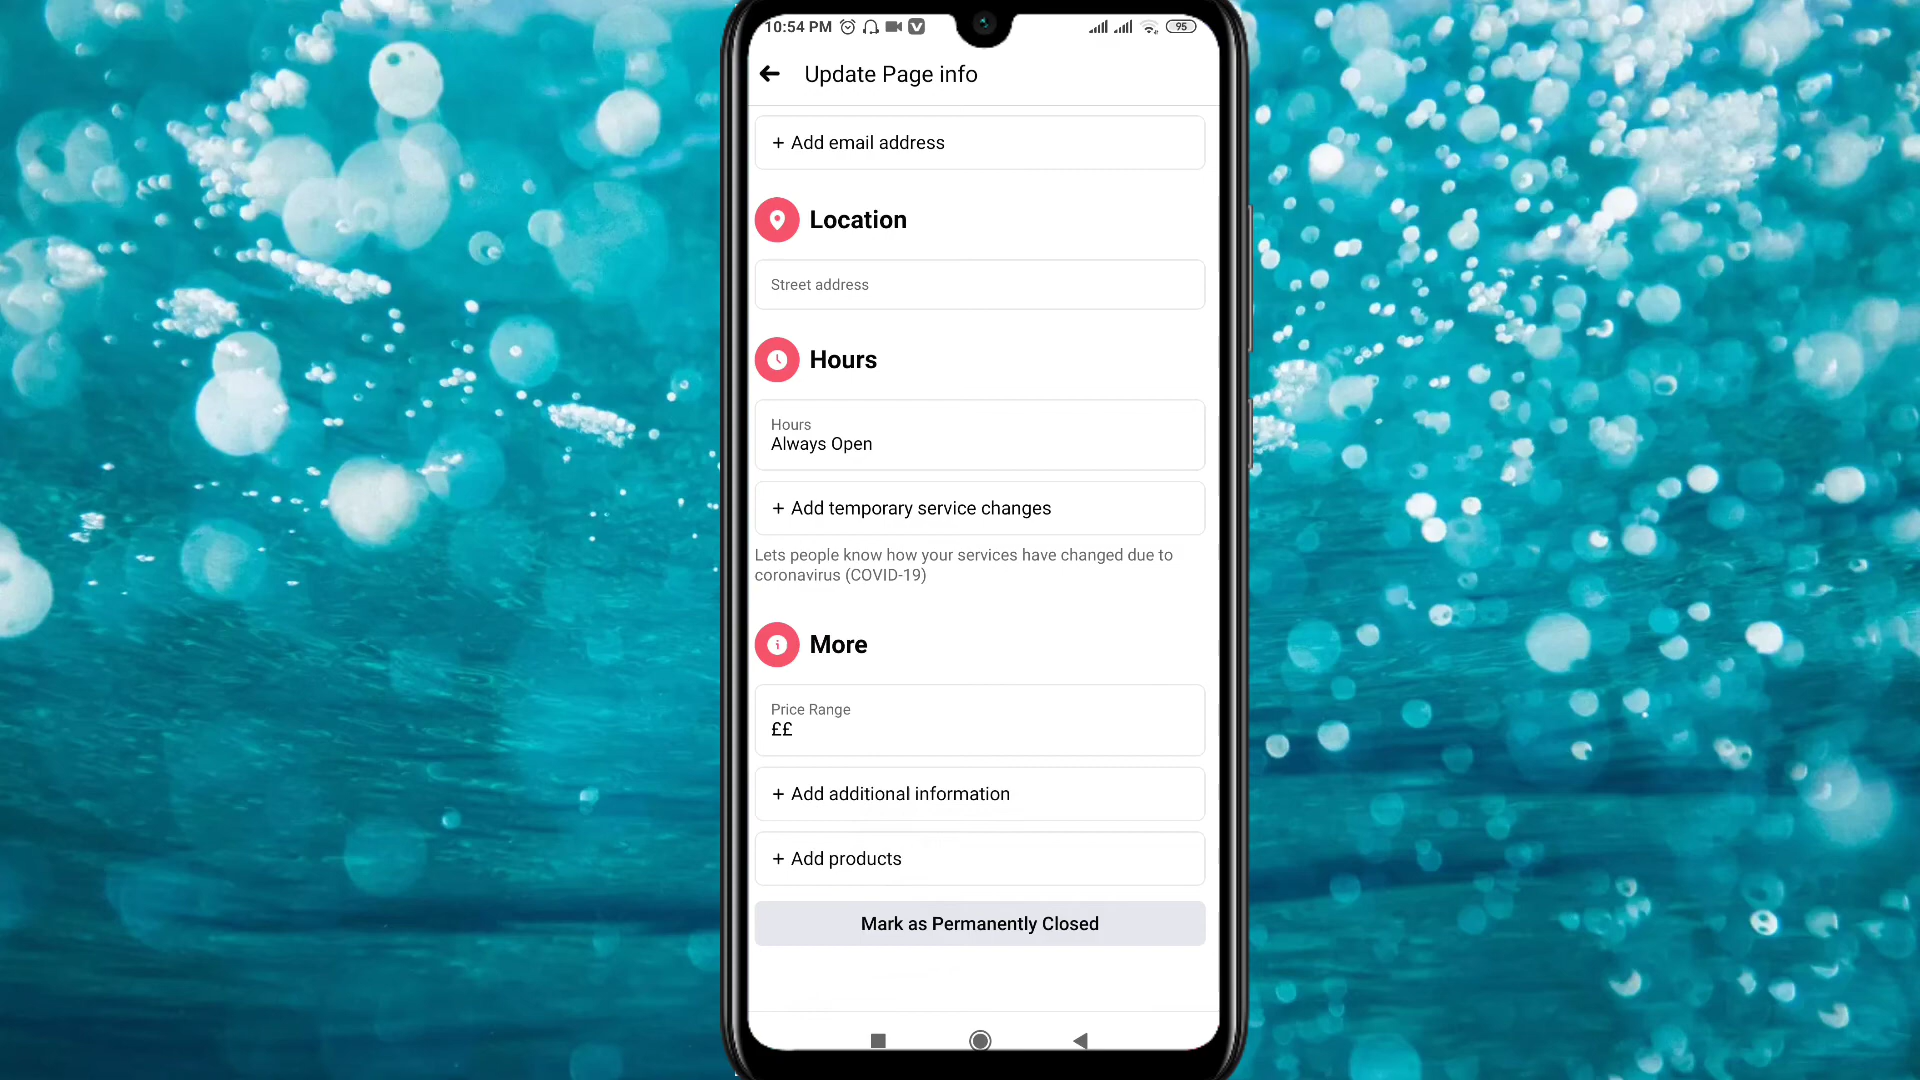 10:54 PM
95
Update Page info
+ Add email address
Location
Street address
Hours
Hours
Always Open
+ Add temporary service changes
Lets people know how your services have changed due to
coronavirus (COVID-19)
More
Price Range
££
+ Add additional information
+ Add products
Mark as Permanently Closed